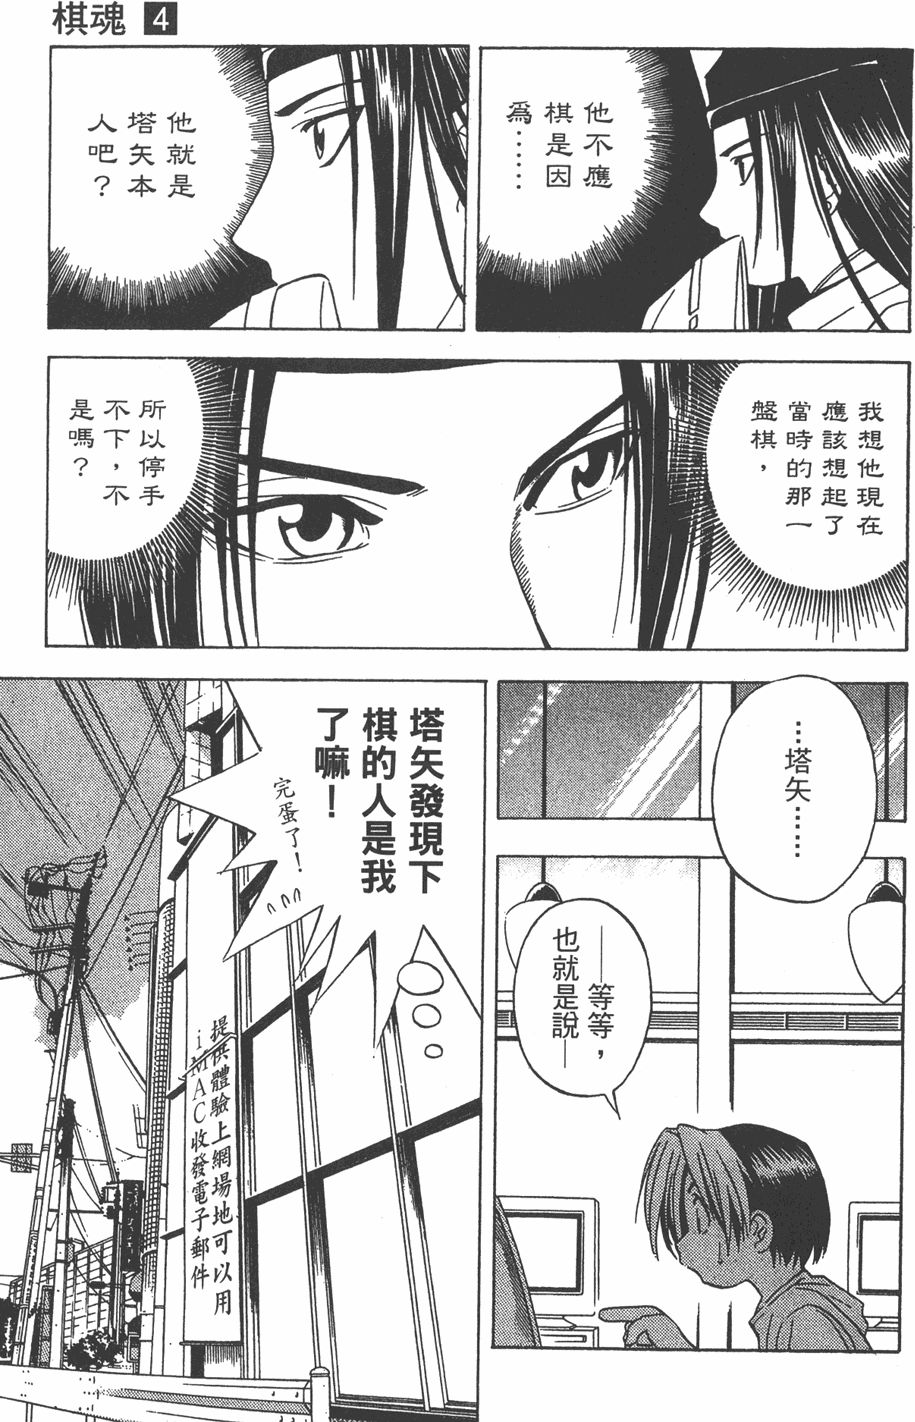 棋魂 4
他不應
棋是因
爲……
他就是
塔矢本
人吧？
我想他現在
應該想起了
當時的那一
盤棋，
所以停手
不下，不
是嗎？
…塔矢……
——等等，
也就是說—
塔矢發現下
棋的人是我
了嘛！
完蛋了！
提供體驗上網場地可以用
iMAC收發電子郵件